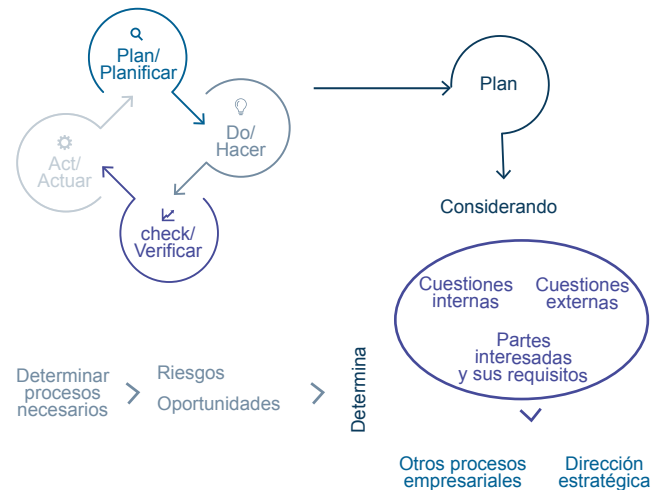 Plan/
Planificar
Do/
Hacer
Act/
Actuar
check/
Verificar
Plan
Considerando
Cuestiones
internas
Cuestiones
externas
Partes
interesadas
y sus requisitos
Determinar
procesos
necesarios
Riesgos
Oportunidades
Determina
Otros procesos
empresariales
Dirección
estratégica